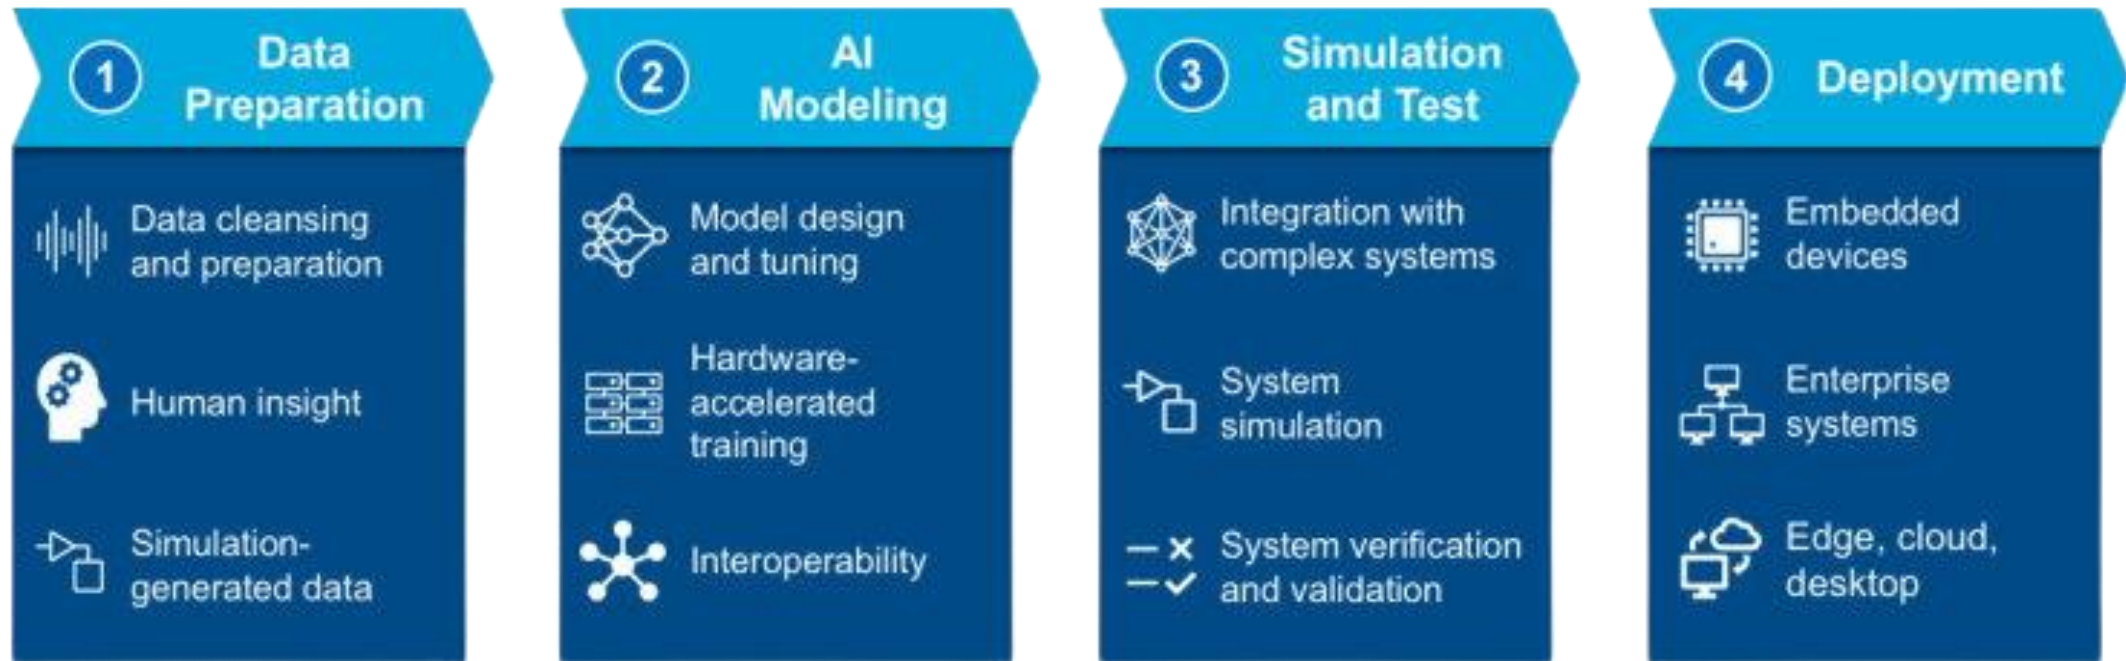 1
Data
Preparation
Data cleansing
and preparation
Human insight
Simulation-
generated data
2
AI
Modeling
Model design
and tuning
Hardware-
accelerated
training
Interoperability
3
Simulation
and Test
Integration with
complex systems
System
simulation
System verification
and validation
4
Deployment
Embedded
devices
Enterprise
systems
Edge, cloud,
desktop